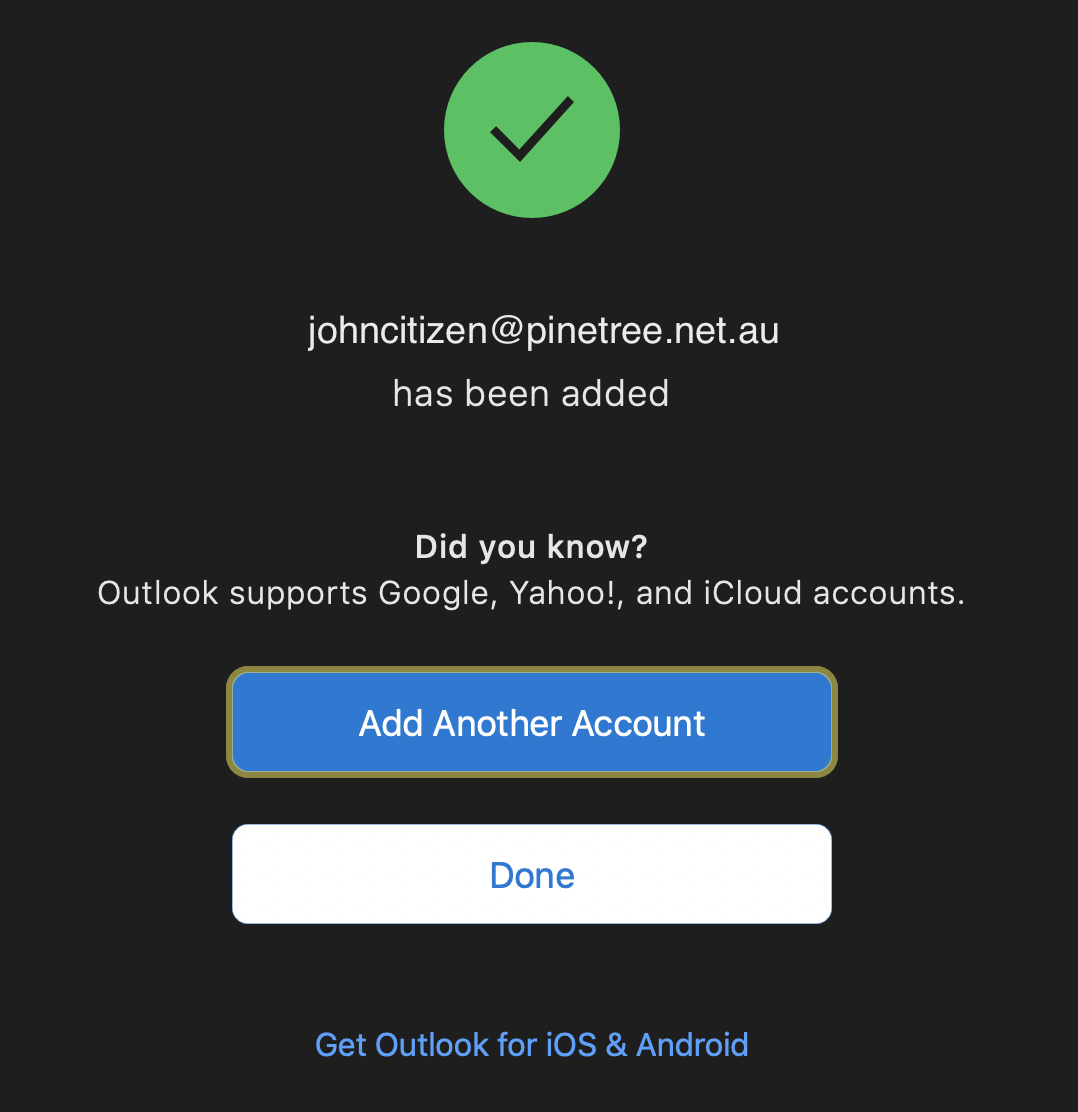 johncitizen@pinetree.net.au
has been added
Did you know?
Outlook supports Google, Yahoo!, and iCloud accounts.
Add Another Account
Done
Get Outlook for iOS & Android